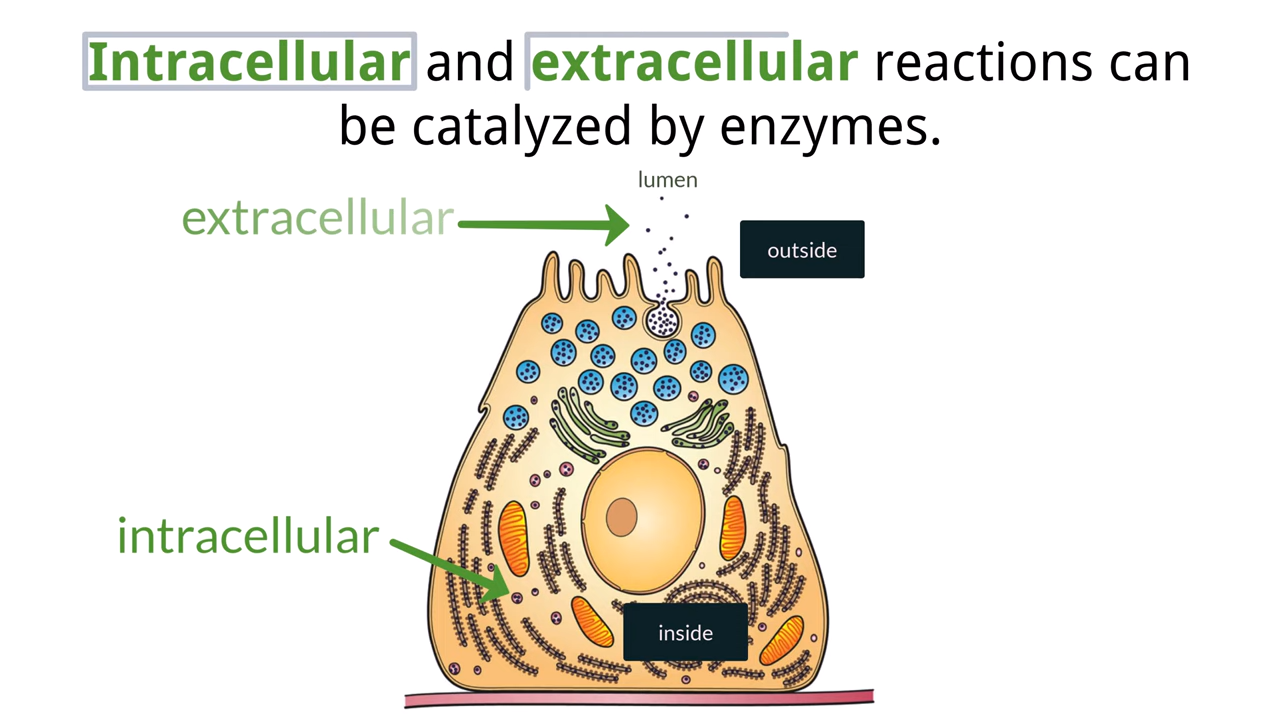 Intracellular and extracellular reactions can
be catalyzed by enzymes.
lumen
extracellular
outside
intracellular
inside